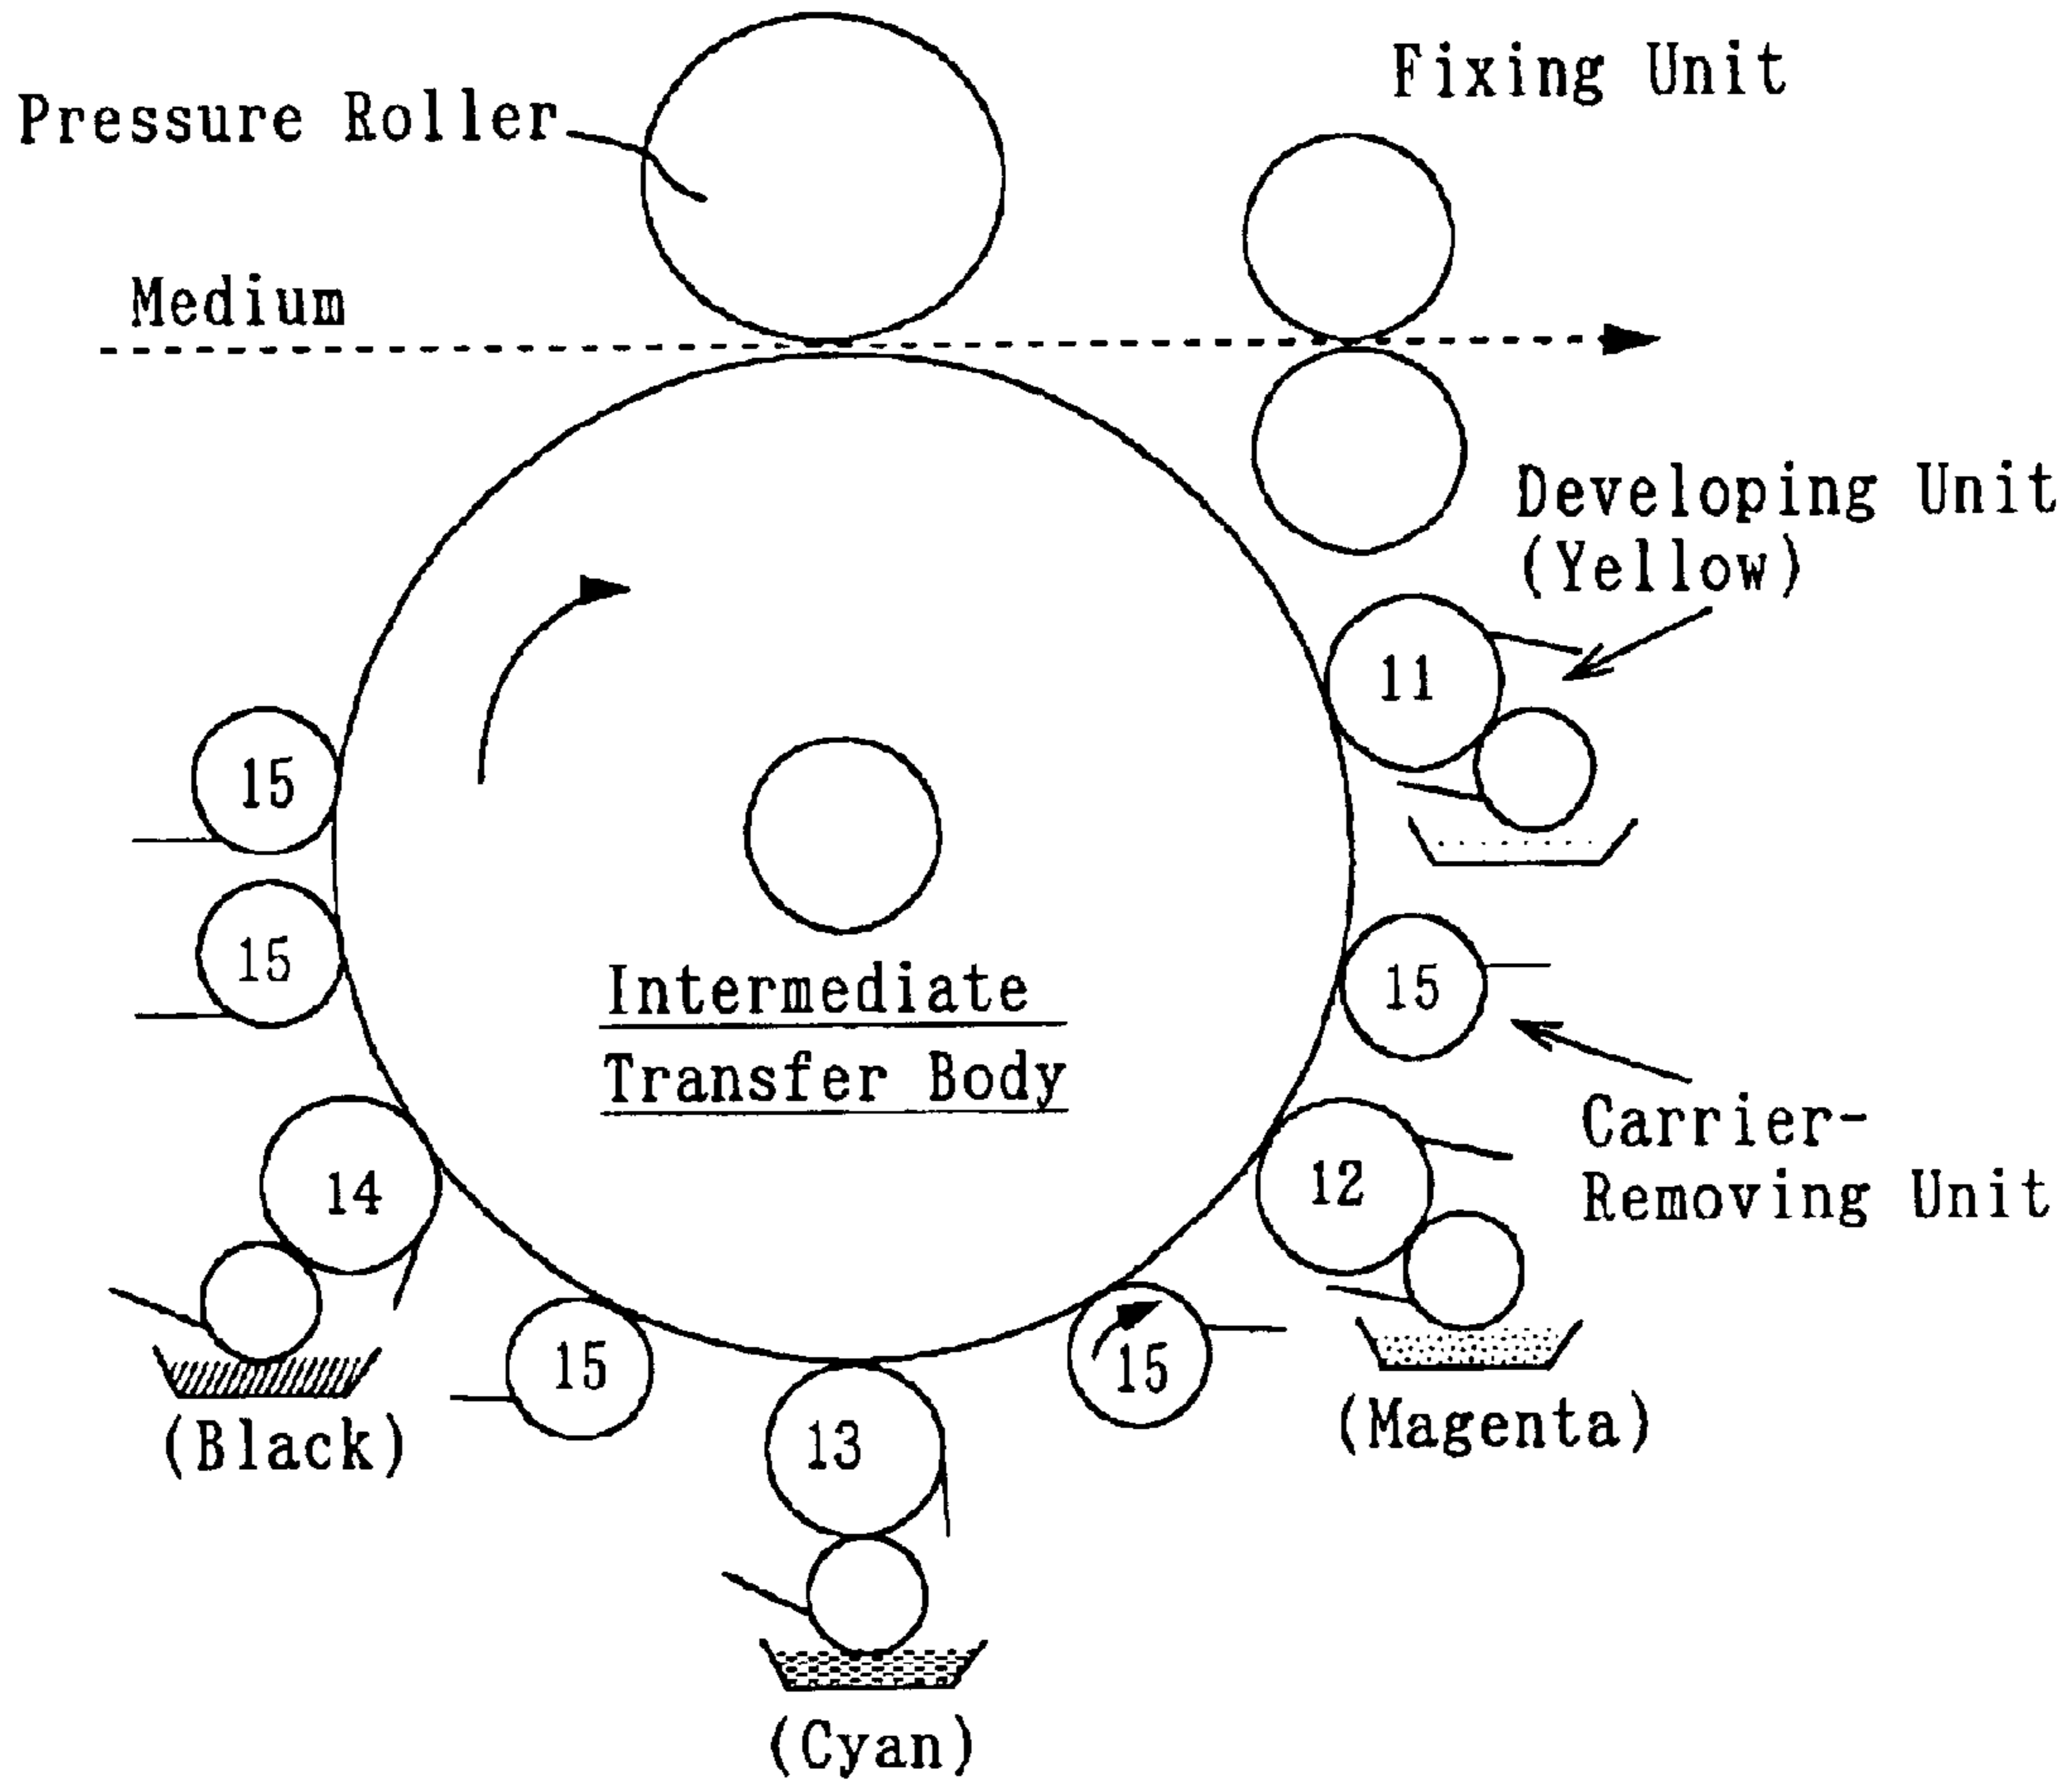 Fixing Unit
Pressure Roller
Medium
Developing Unit
(Yellow)
11
15
15
15
Intermediate
Transfer Body
Carrier-
Removing Unit
12
14
15
15
13
(Magenta)
(Black)
(Cyan)